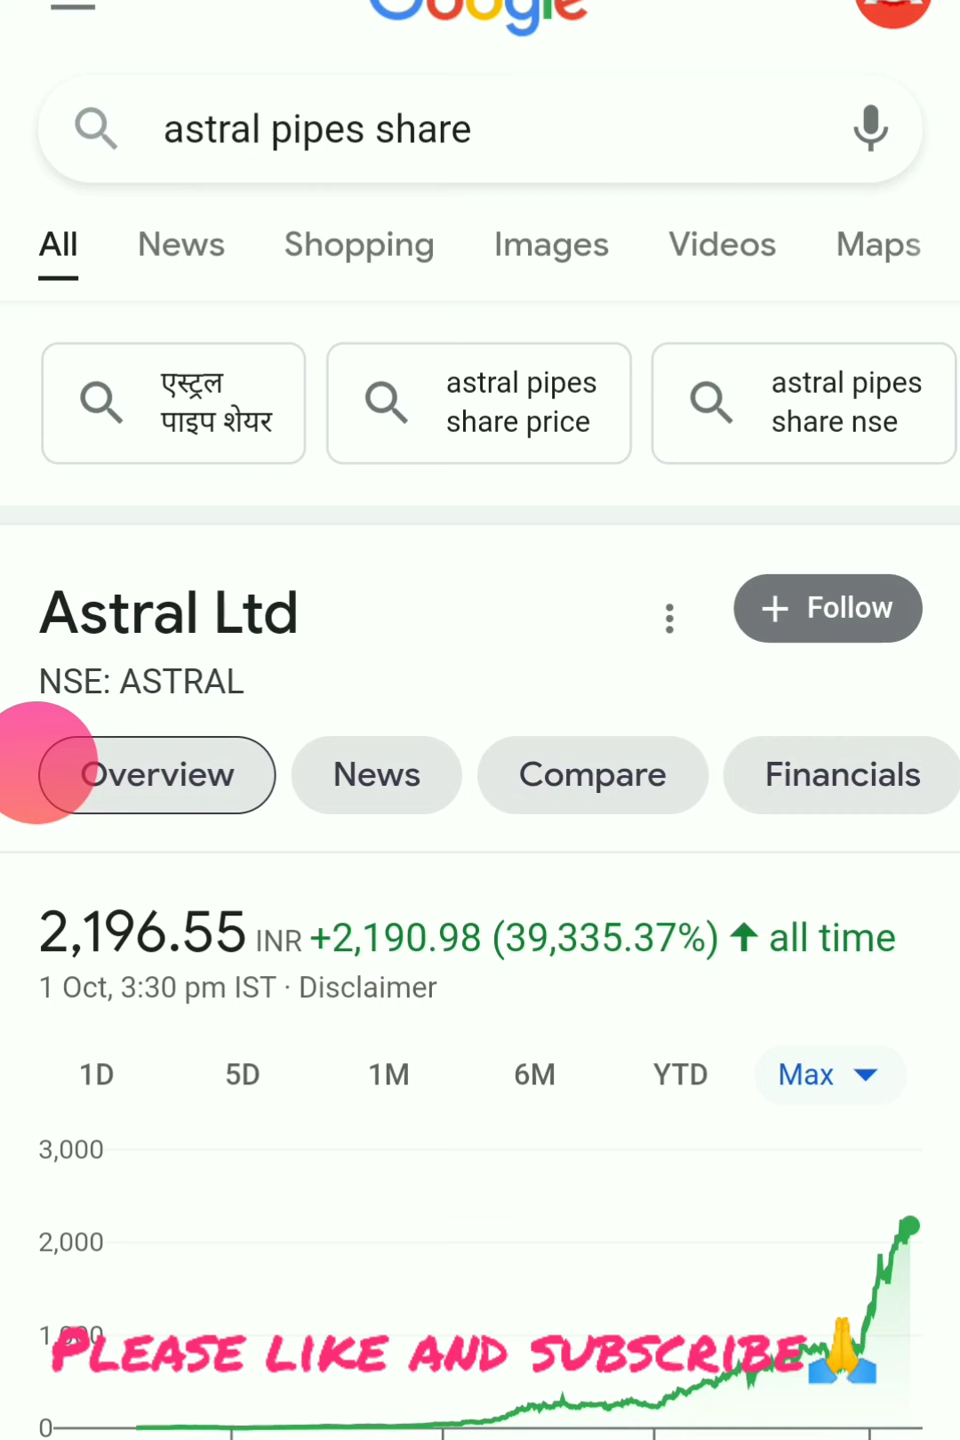 Google
astral pipes share
All News Shopping Images Videos Maps
एस्ट्रल
पाइप शेयर
astral pipes
share price
astral pipes
share nse
Astral Ltd
+ Follow
NSE: ASTRAL
Overview News Compare Financials
2,196.55 INR +2,190.98 (39,335.37%) ↑ all time
1 Oct, 3:30 pm IST · Disclaimer
1D 5D 1M 6M YTD Max
3,000
2,000
1,000
Please like and subscribe🙏
0